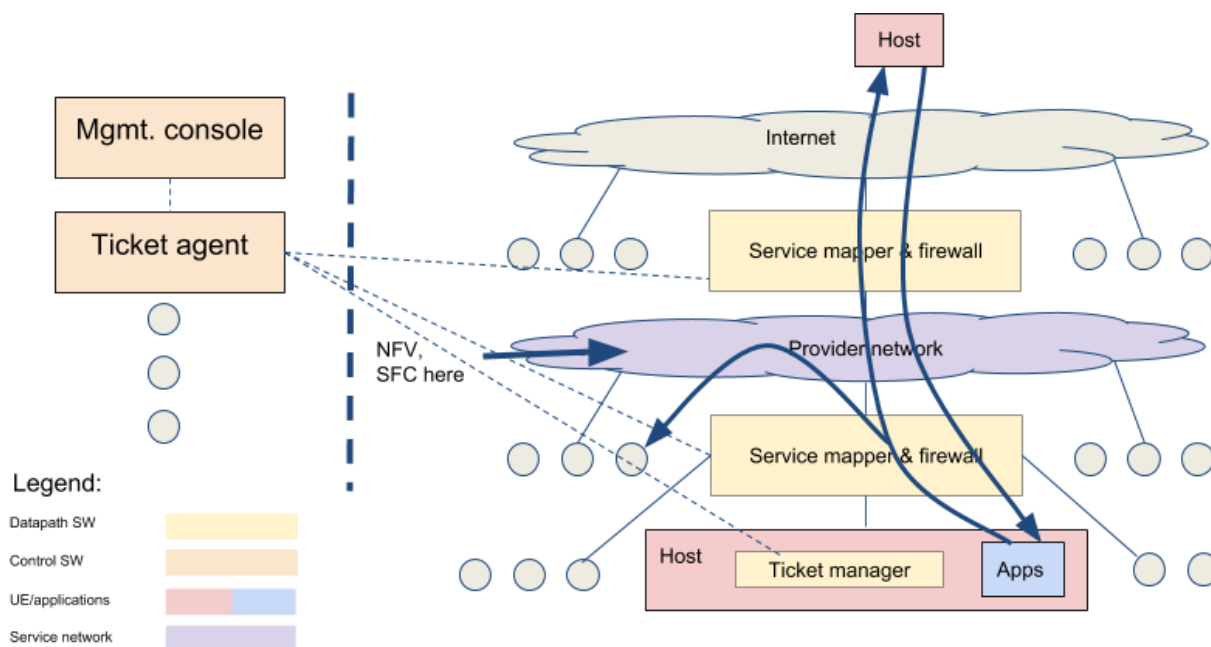 Host
Mgmt. console
Internet
Ticket agent
Service mapper & firewall
NFV,
SFC here
Provider network
Service mapper & firewall
Legend:
Datapath SW
Control SW
UE/applications
Service network
Host
Ticket manager
Apps